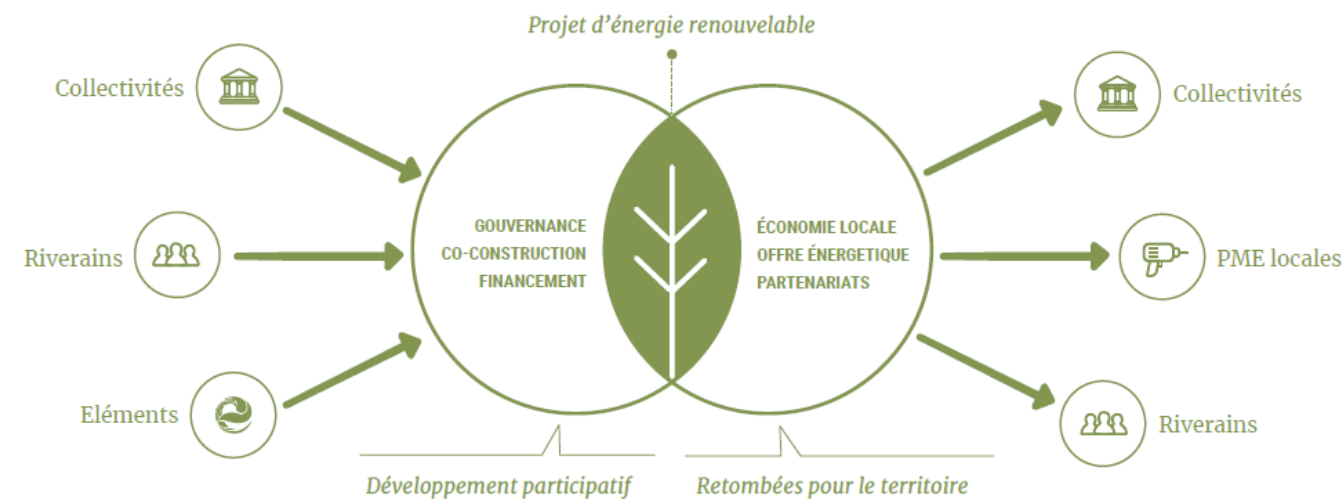 Projet d’énergie renouvelable
Collectivités
Riverains
Eléments
GOUVERNANCE
CO-CONSTRUCTION
FINANCEMENT
ÉCONOMIE LOCALE
OFFRE ÉNERGETIQUE
PARTENARIATS
Collectivités
PME locales
Riverains
Développement participatif
Retombées pour le territoire